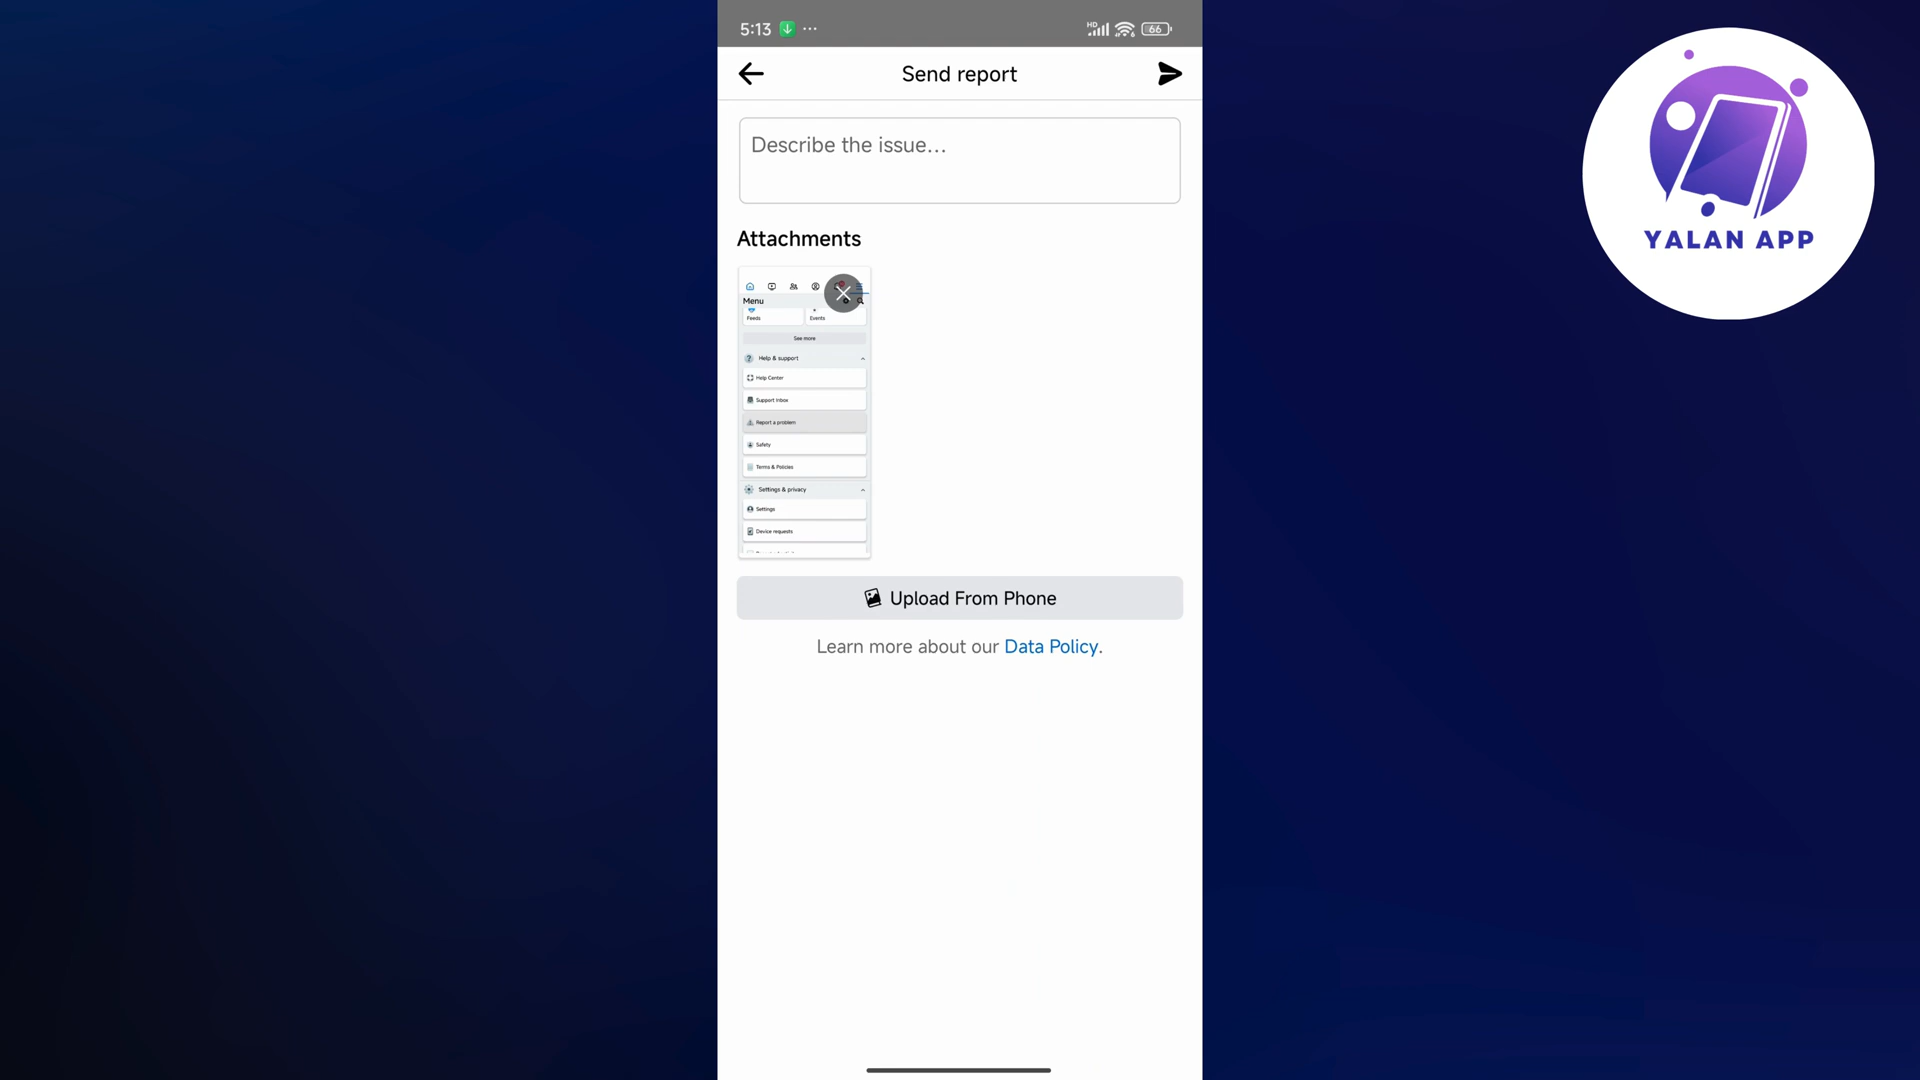 5:13
HD
66
Send report
Describe the issue...
Attachments
Menu
Feeds
Events
See more
Help & support
Help Center
Support Inbox
Report a problem
Safety
Terms & Policies
Settings & privacy
Settings
Device requests
Upload From Phone
Learn more about our Data Policy.
YALAN APP